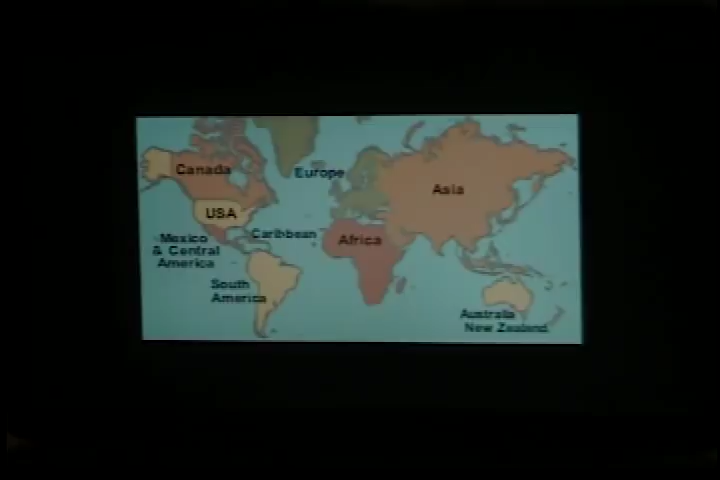 Canada
Europe
Asia
USA
Caribbean
Africa
Mexico
& Central
America
South
America
Australia
New Zealand